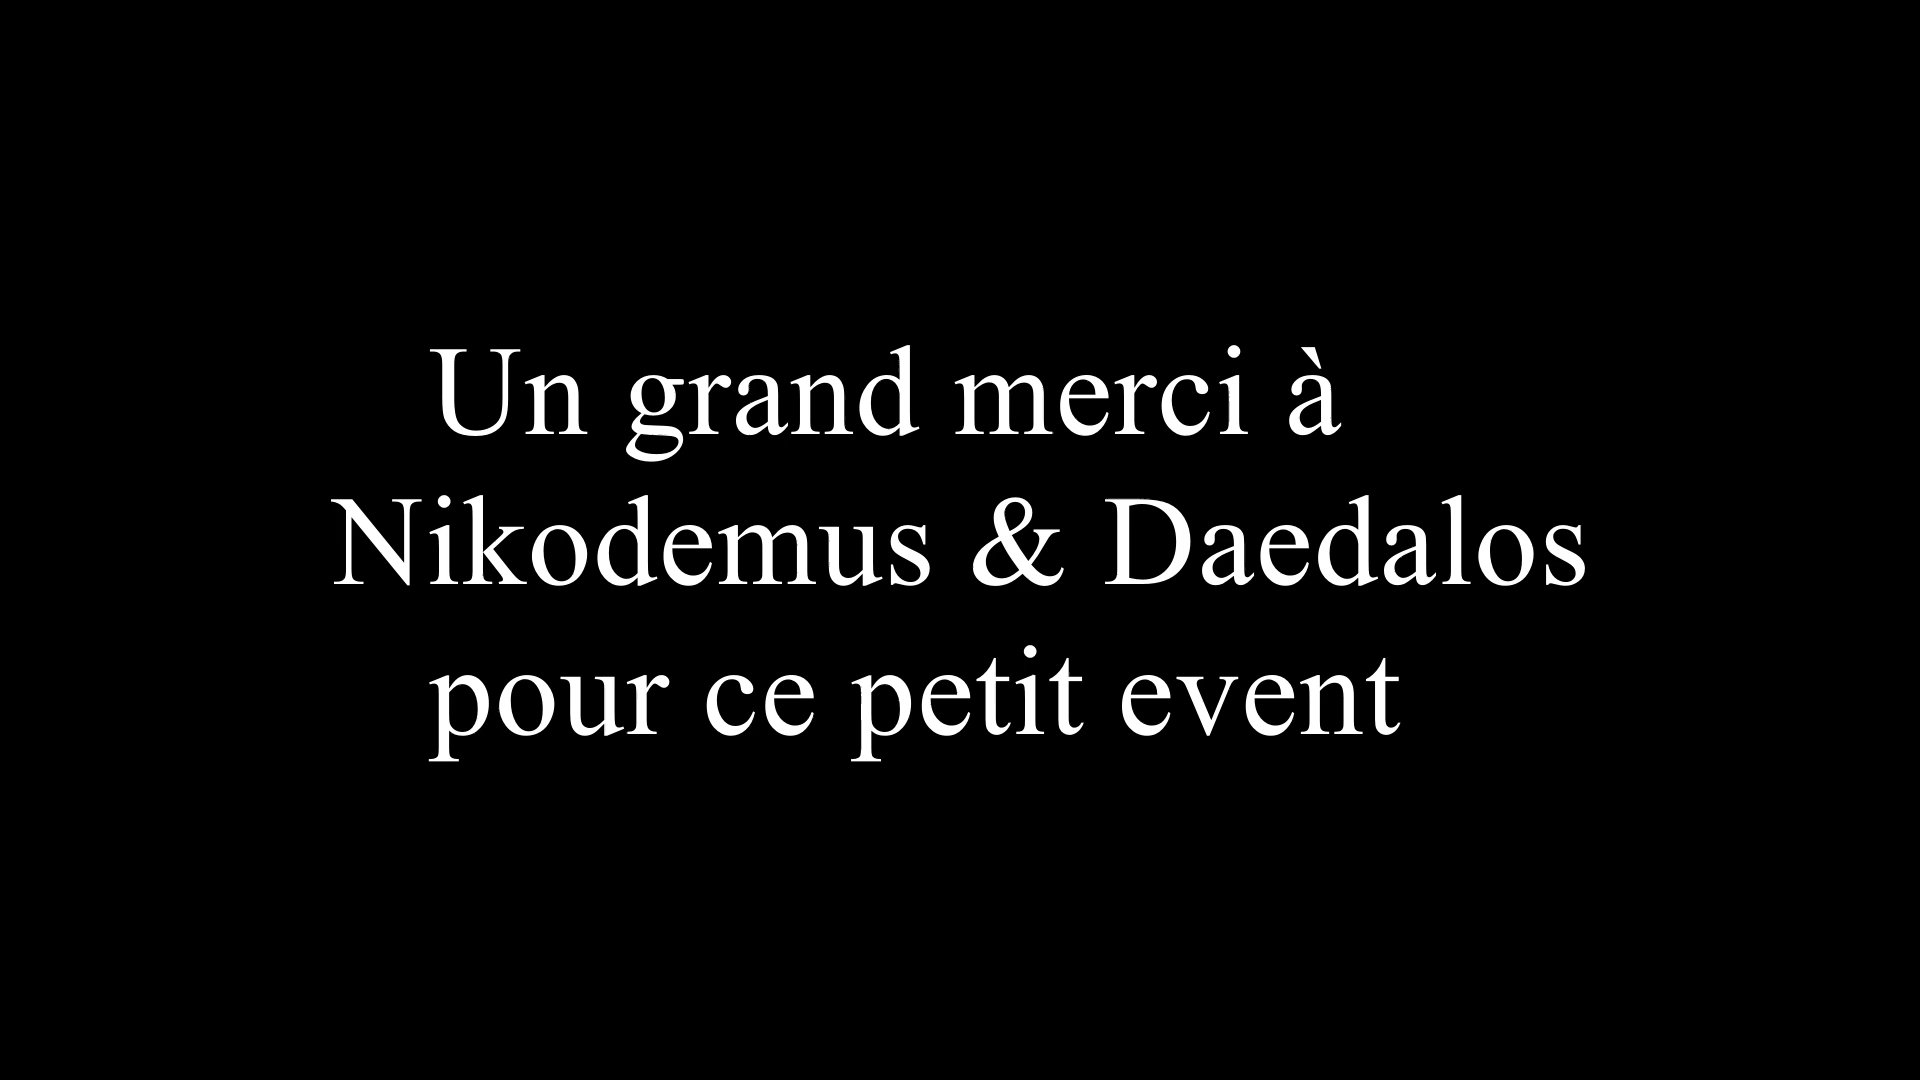 Un grand merci à
Nikodemus & Daedalos
pour ce petit event